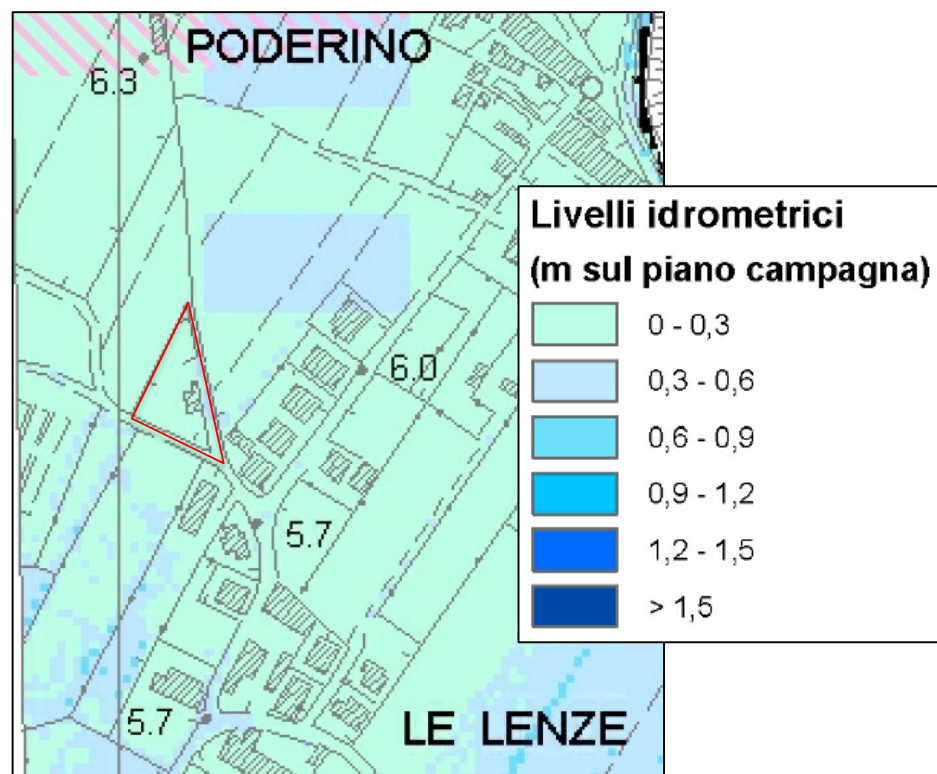 PODERINO
6.3
6.0
5.7
5.7
LE LENZE
Livelli idrometrici
(m sul piano campagna)
0 - 0,3
0,3 - 0,6
0,6 - 0,9
0,9 - 1,2
1,2 - 1,5
> 1,5